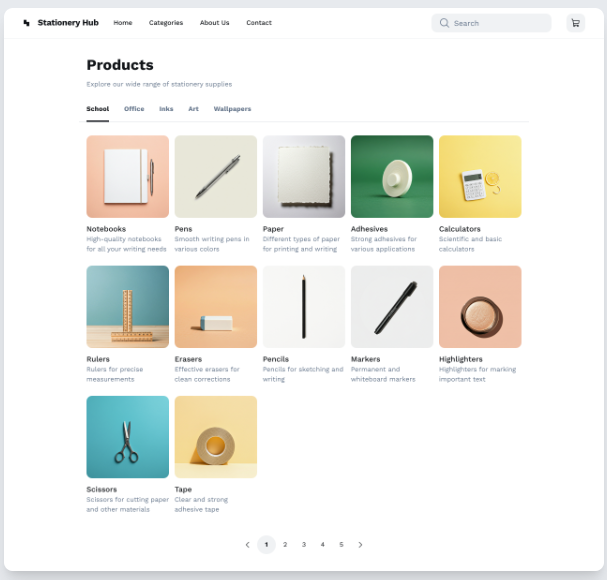 Stationery Hub Home Categories About Us Contact Search
Products
Explore our wide range of stationery supplies
School Office Inks Art Wallpapers
Notebooks
High-quality notebooks
for all your writing needs
Pens
Smooth writing pens in
various colors
Paper
Different types of paper
for printing and writing
Adhesives
Strong adhesives for
various applications
Calculators
Scientific and basic
calculators
Rulers
Rulers for precise
measurements
Erasers
Effective erasers for
clean corrections
Pencils
Pencils for sketching and
writing
Markers
Permanent and
whiteboard markers
Highlighters
Highlighters for marking
important text
Scissors
Scissors for cutting paper
and other materials
Tape
Clear and strong
adhesive tape
1 2 3 4 5